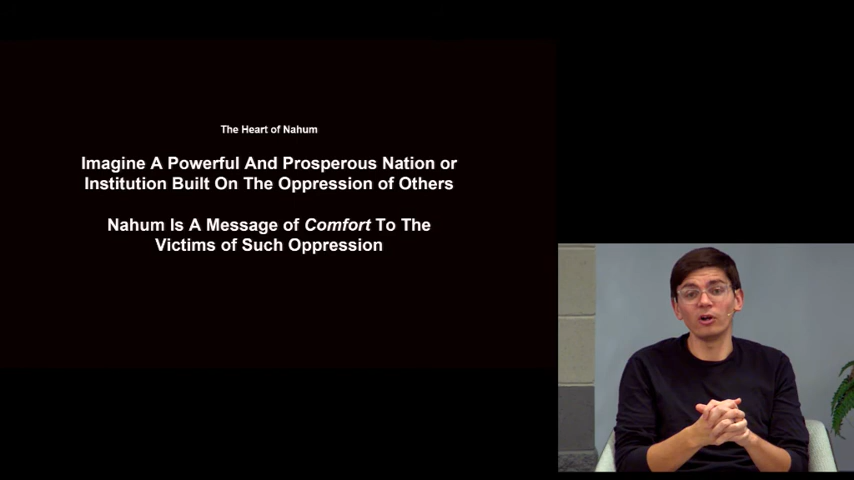 The Heart of Nahum
Imagine A Powerful And Prosperous Nation or
Institution Built On The Oppression of Others
Nahum Is A Message of Comfort To The
Victims of Such Oppression